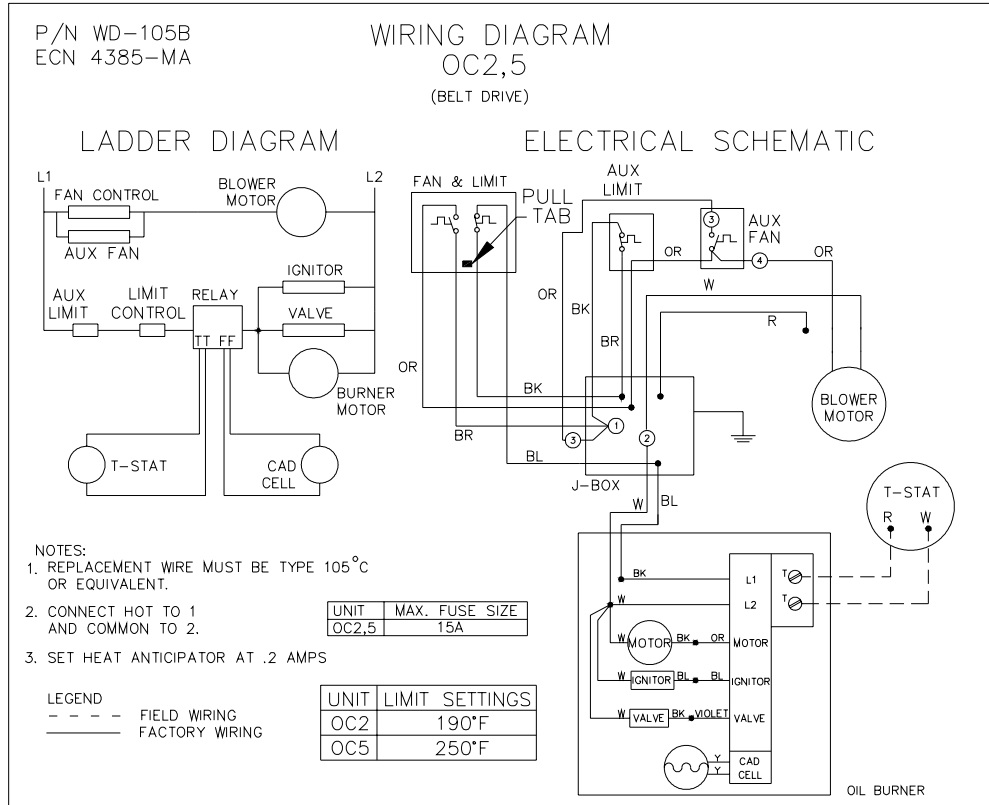 P/N WD-105B
ECN 4385-MA
WIRING DIAGRAM
OC2,5
(BELT DRIVE)
LADDER DIAGRAM
L1
L2
FAN CONTROL
AUX FAN
BLOWER
MOTOR
AUX
LIMIT
LIMIT
CONTROL
RELAY
TT FF
IGNITOR
VALVE
BURNER
MOTOR
T-STAT
CAD
CELL
ELECTRICAL SCHEMATIC
FAN & LIMIT
PULL
TAB
AUX
LIMIT
3
AUX
FAN
4
OR
OR
W
OR
BK
BR
R
OR
BK
BR
BL
1
2
3
J-BOX
BLOWER
MOTOR
W
BL
T-STAT
R W
BK
L1
T
W
L2
T
W MOTOR BK OR MOTOR
W IGNITOR BL BL IGNITOR
W VALVE BK VIOLET VALVE
Y
Y
CAD
CELL
OIL BURNER
NOTES:
1. REPLACEMENT WIRE MUST BE TYPE 105°C
OR EQUIVALENT.
2. CONNECT HOT TO 1
AND COMMON TO 2.
3. SET HEAT ANTICIPATOR AT .2 AMPS
UNIT MAX. FUSE SIZE
OC2,5 15A
LEGEND
FIELD WIRING
FACTORY WIRING
UNIT LIMIT SETTINGS
OC2 190°F
OC5 250°F